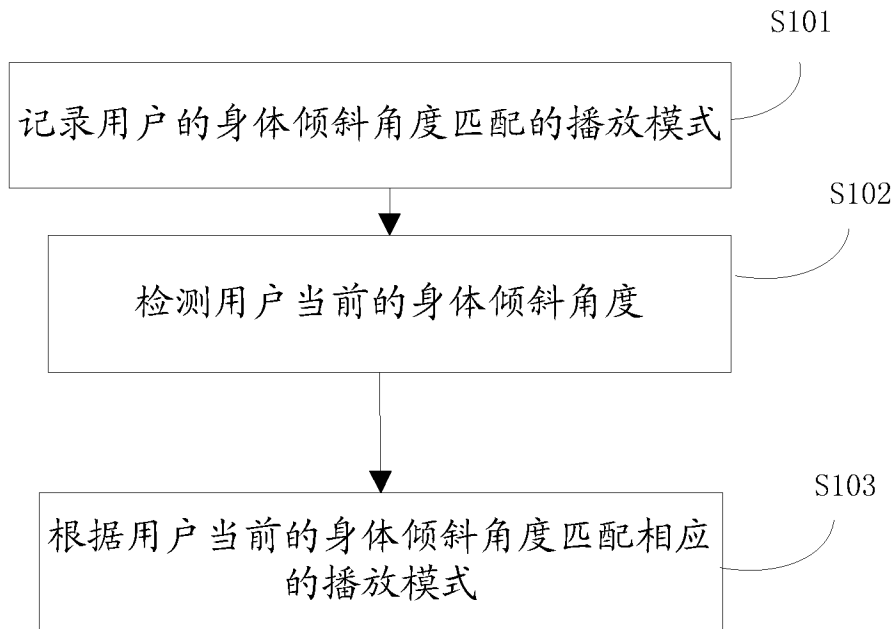 S101
记录用户的身体倾斜角度匹配的播放模式
S102
检测用户当前的身体倾斜角度
S103
根据用户当前的身体倾斜角度匹配相应
的播放模式